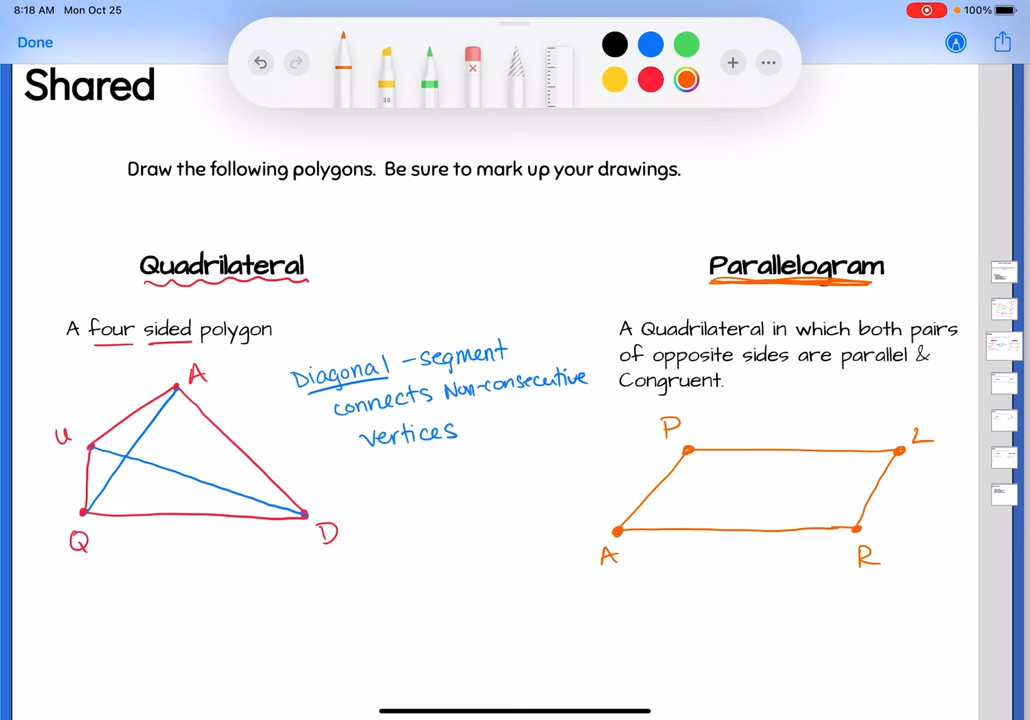 8:18 AM Mon Oct 25
100%
Done
36
Shared
Draw the following polygons. Be sure to mark up your drawings.
Quadrilateral
A four sided polygon
Diagonal - segment
connects Non-consecutive
vertices
A
U
Q
D
Parallelogram
A Quadrilateral in which both pairs
of opposite sides are parallel &
Congruent.
P
L
A
R